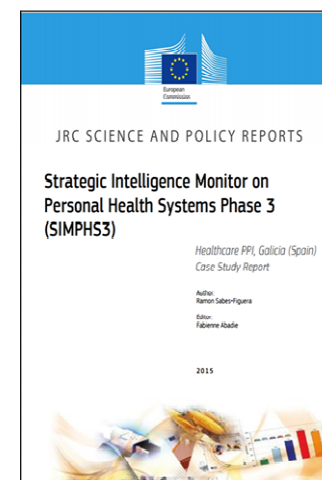 European
Commission
JRC SCIENCE AND POLICY REPORTS
Strategic Intelligence Monitor on
Personal Health Systems Phase 3
(SIMPHS3)
Healthcare PPI, Galicia (Spain)
Case Study Report
Author:
Ramon Sabes-Figuera
Editor:
Fabienne Abadie
2015